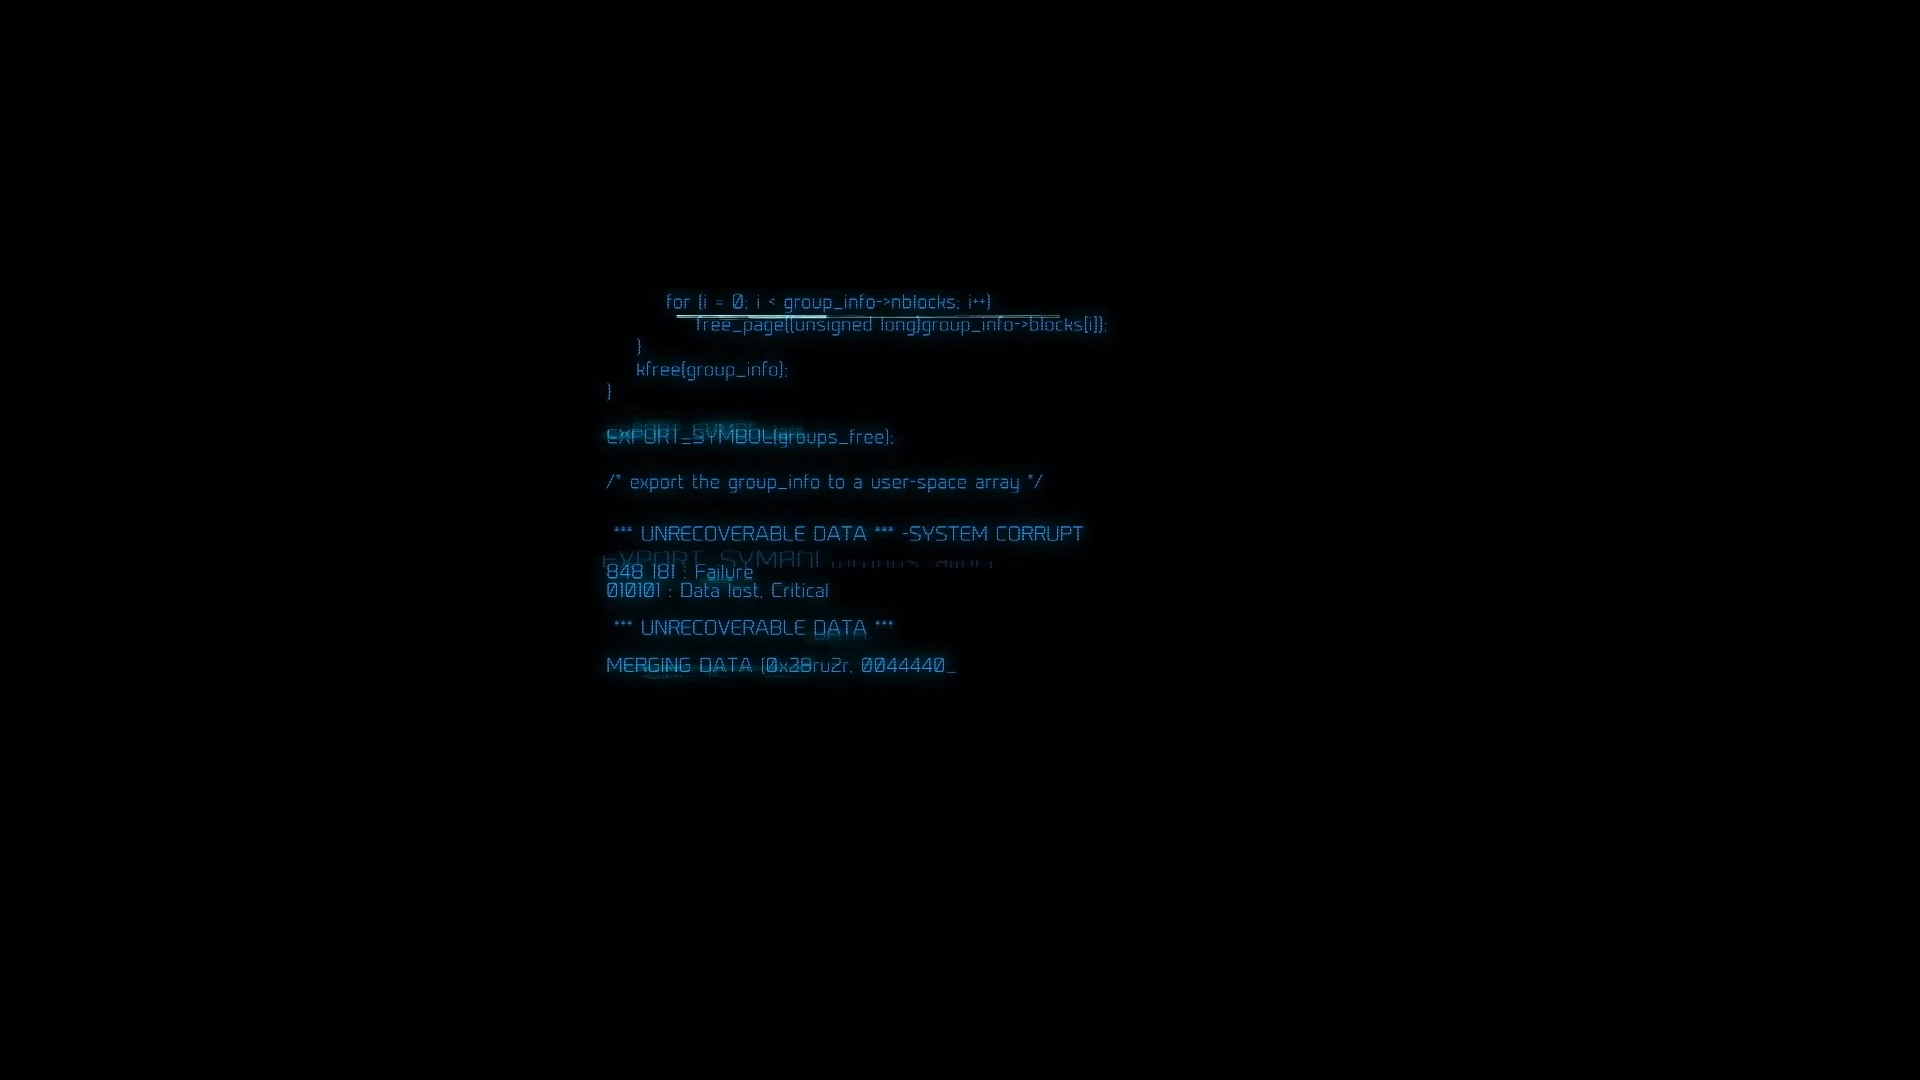 for (i = 0; i < group_info->nblocks; i++)
free_page((unsigned long)group_info->blocks[i]);
}
kfree(group_info);
}
EXPORT_SYMBOL(groups_free);
/* export the group_info to a user-space array */
*** UNRECOVERABLE DATA *** -SYSTEM CORRUPT
EXPORT_SYMBOL
848 181 : Failure
010101 : Data lost, Critical
*** UNRECOVERABLE DATA ***
MERGING DATA (0x28ru2r, 0044440_